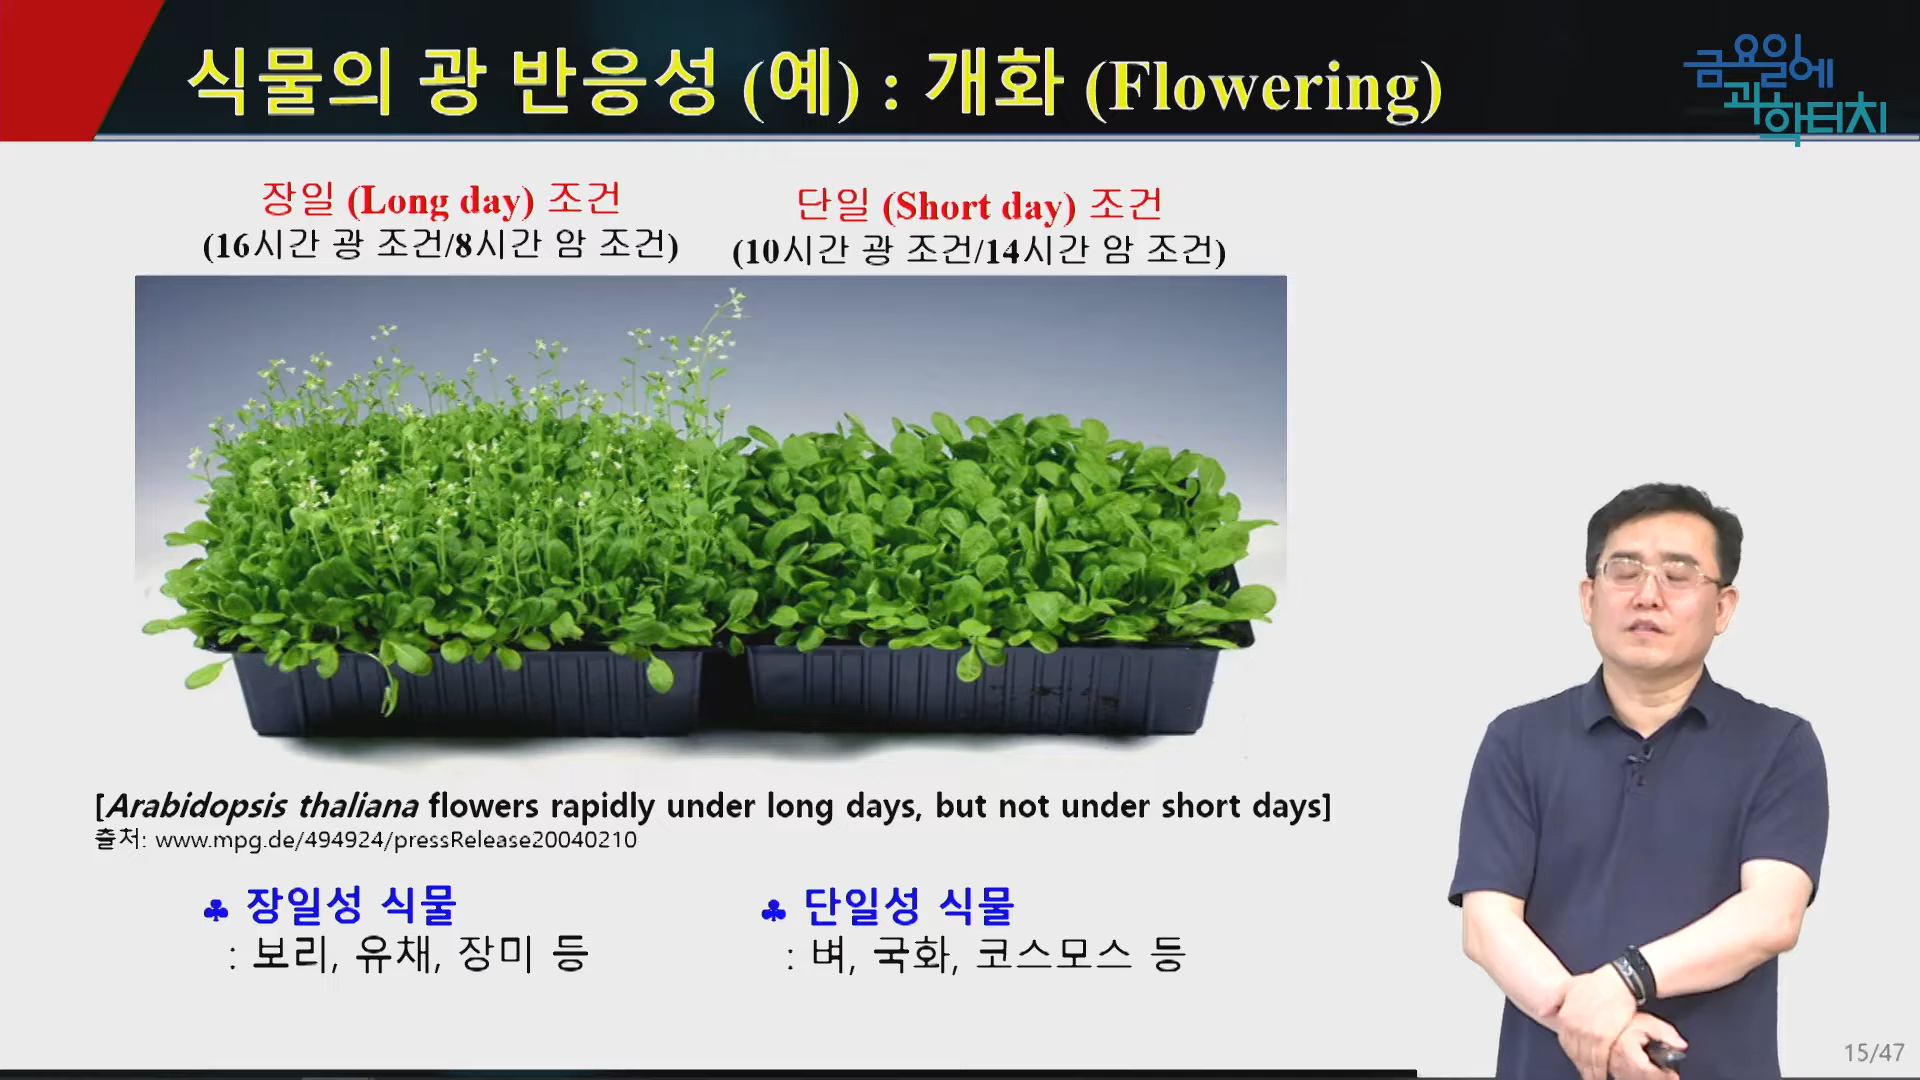 식물의 광 반응성 (예) : 개화 (Flowering)
금요일에
과학터치
장일 (Long day) 조건
(16시간 광 조건/8시간 암 조건)
단일 (Short day) 조건
(10시간 광 조건/14시간 암 조건)
[Arabidopsis thaliana flowers rapidly under long days, but not under short days]
출처: www.mpg.de/494924/pressRelease20040210
♣ 장일성 식물
: 보리, 유채, 장미 등
♣ 단일성 식물
: 벼, 국화, 코스모스 등
15/47